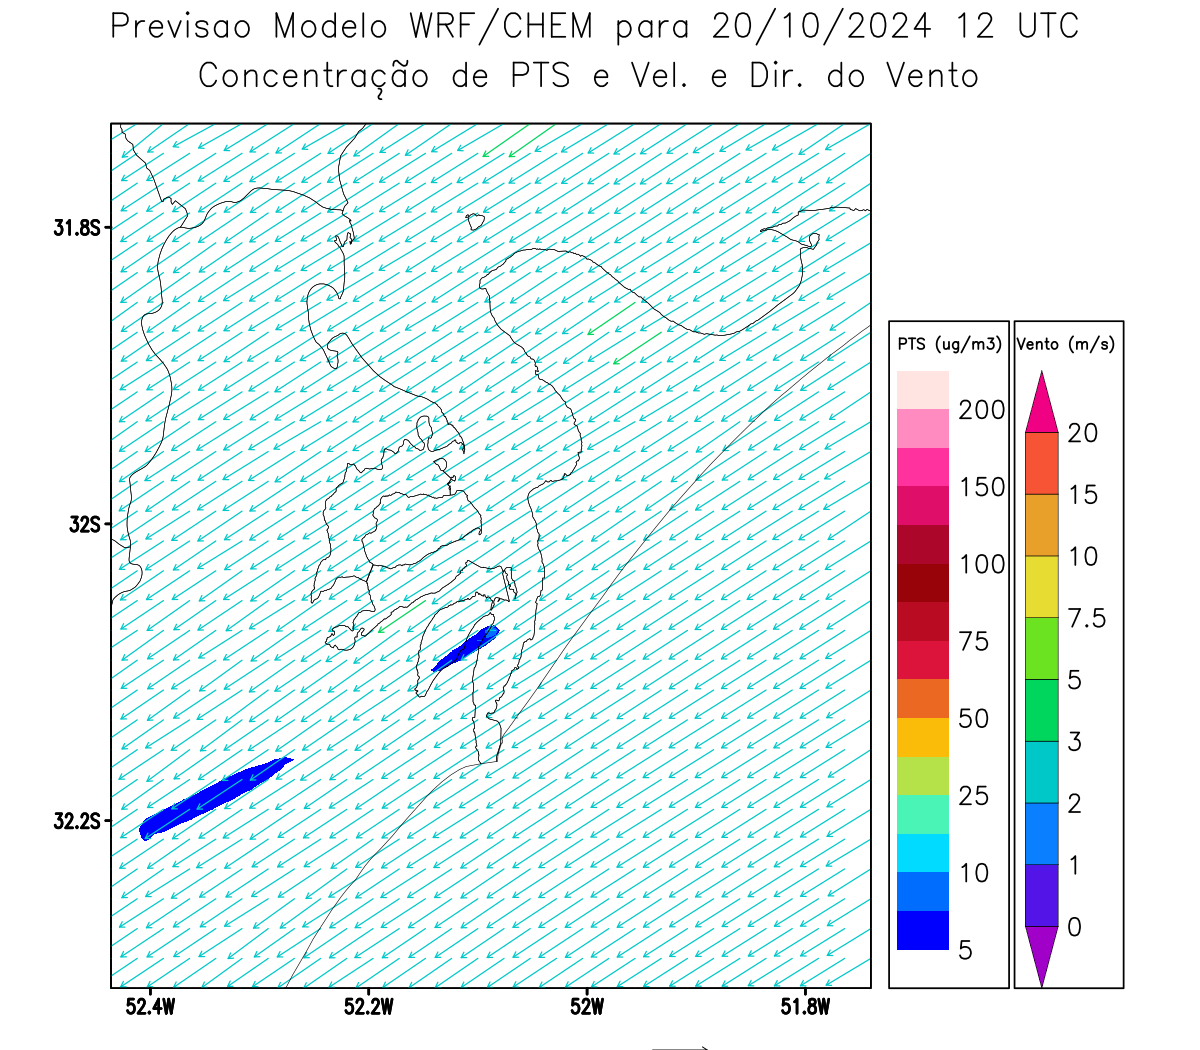 Previsao Modelo WRF/CHEM para 20/10/2024 12 UTC
Concentração de PTS e Vel. e Dir. do Vento
31.8S
32S
32.2S
52.4W 52.2W 52W 51.8W
PTS (ug/m3)
200
150
100
75
50
25
10
5
Vento (m/s)
20
15
10
7.5
5
3
2
1
0